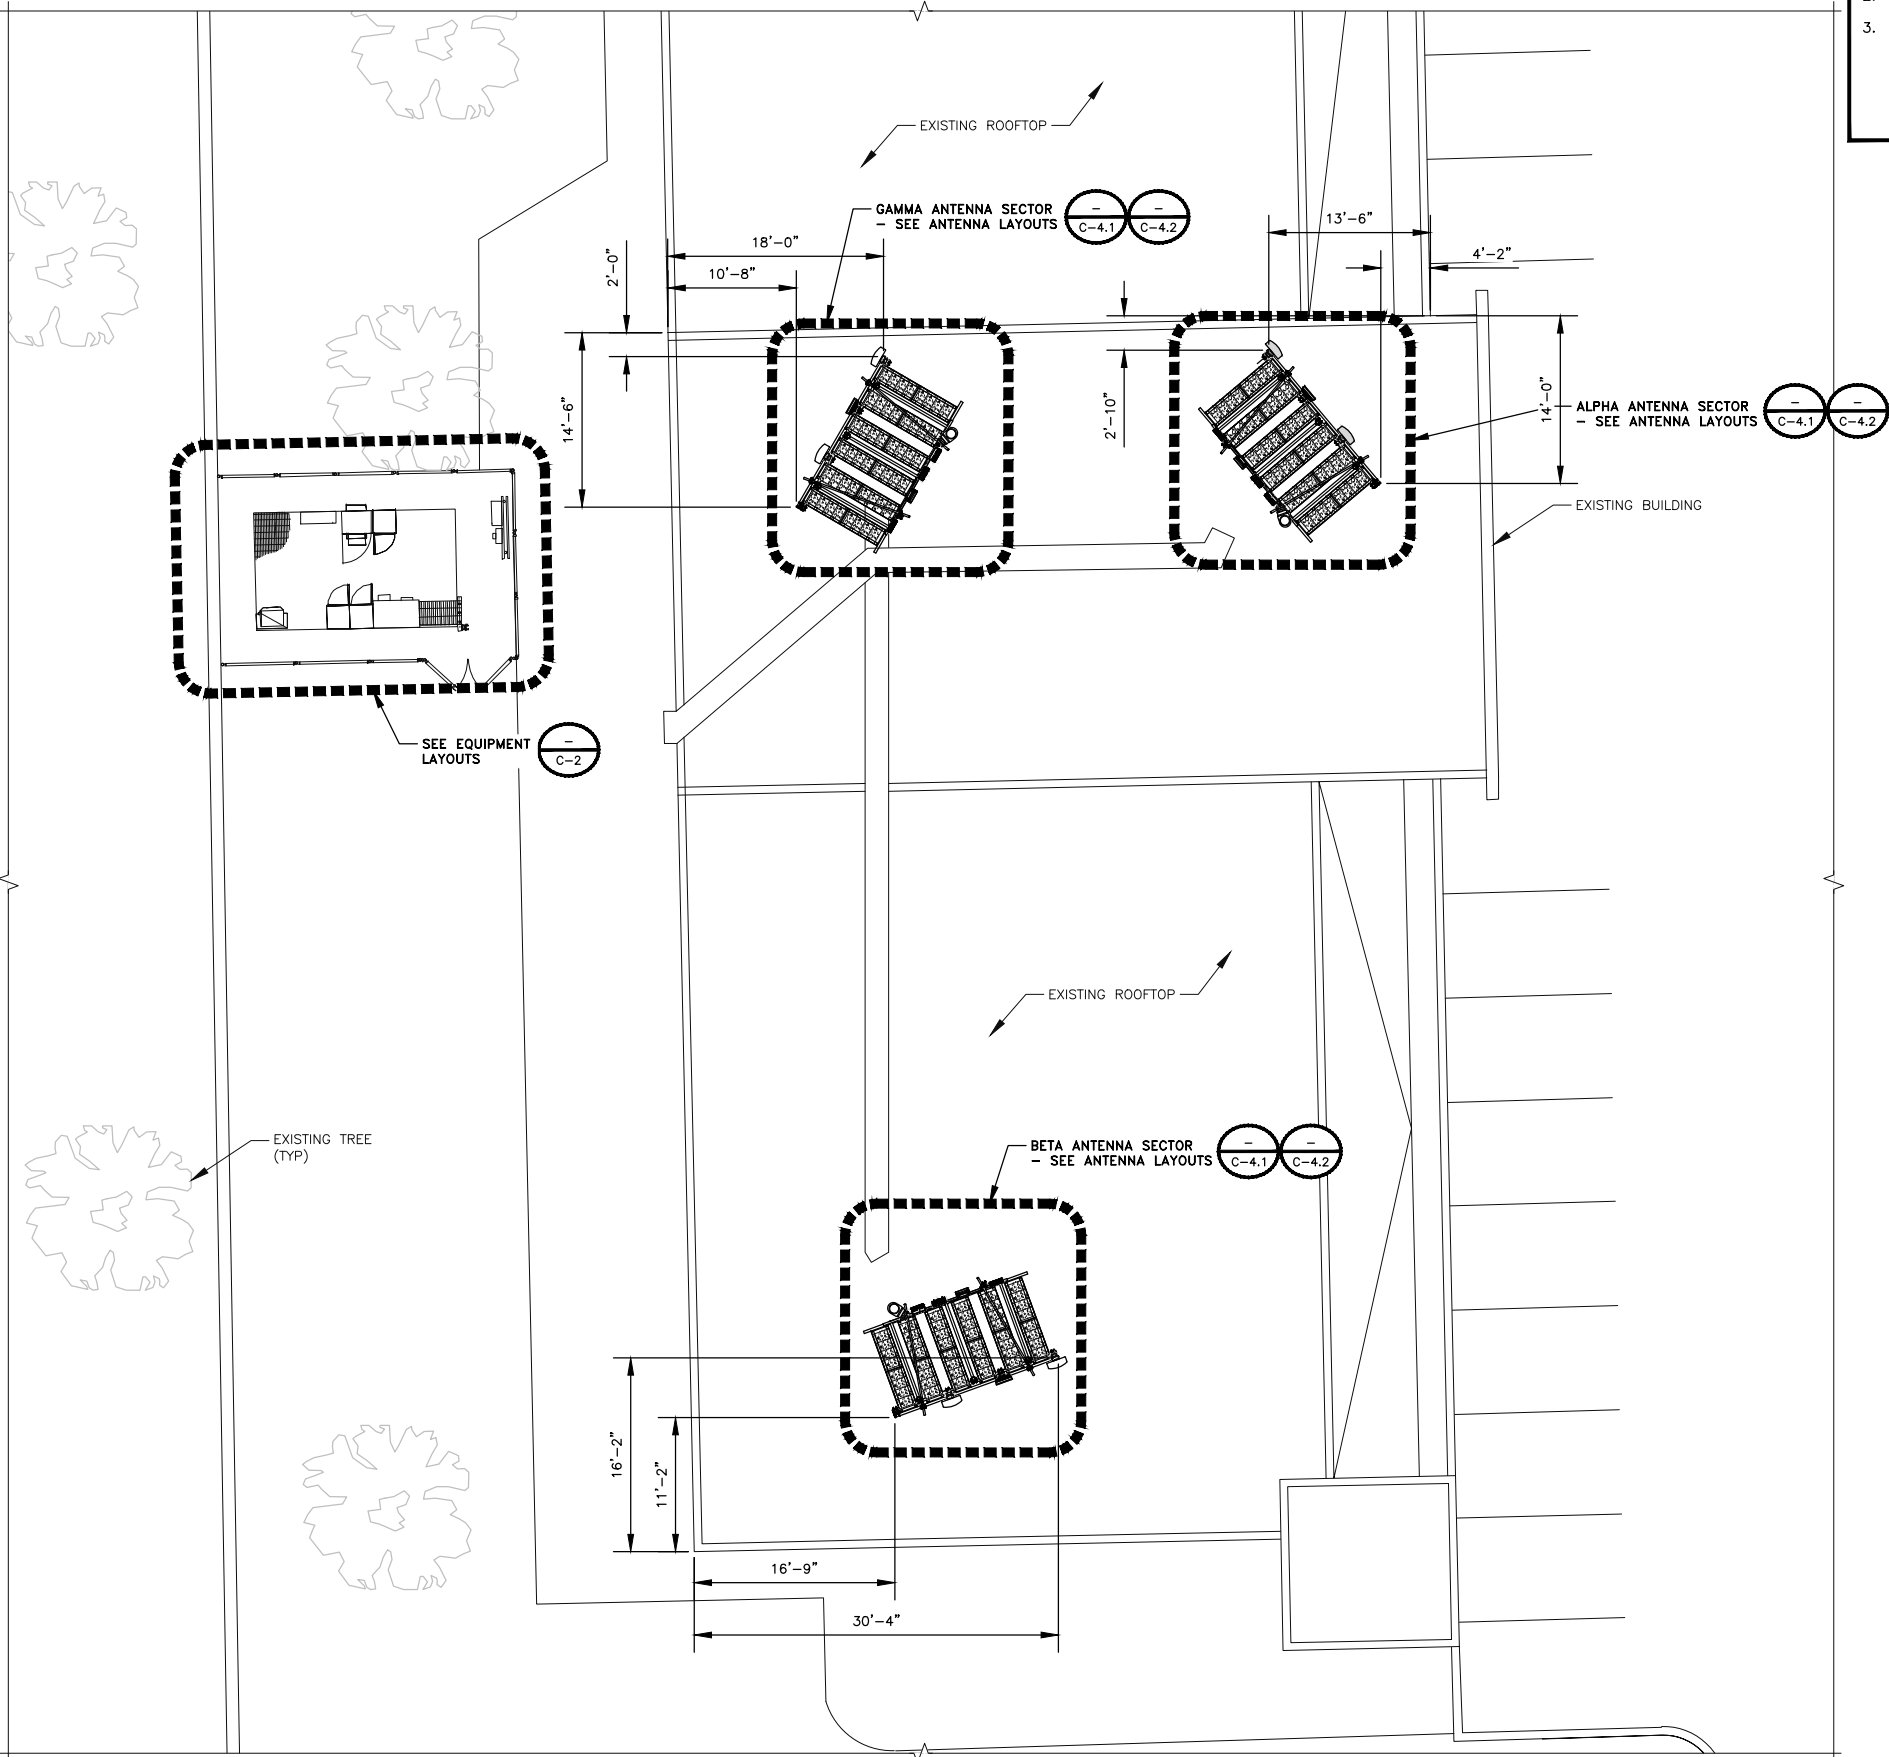 3.
EXISTING ROOFTOP
GAMMA ANTENNA SECTOR
- SEE ANTENNA LAYOUTS
-
C-4.1
-
C-4.2
13'-6"
18'-0"
2'-0"
10'-8"
4'-2"
14'-6"
2'-10"
14'-0"
ALPHA ANTENNA SECTOR
- SEE ANTENNA LAYOUTS
-
C-4.1
-
C-4.2
EXISTING BUILDING
SEE EQUIPMENT
LAYOUTS
-
C-2
EXISTING ROOFTOP
EXISTING TREE
(TYP)
BETA ANTENNA SECTOR
- SEE ANTENNA LAYOUTS
-
C-4.1
-
C-4.2
16'-2"
11'-2"
16'-9"
30'-4"